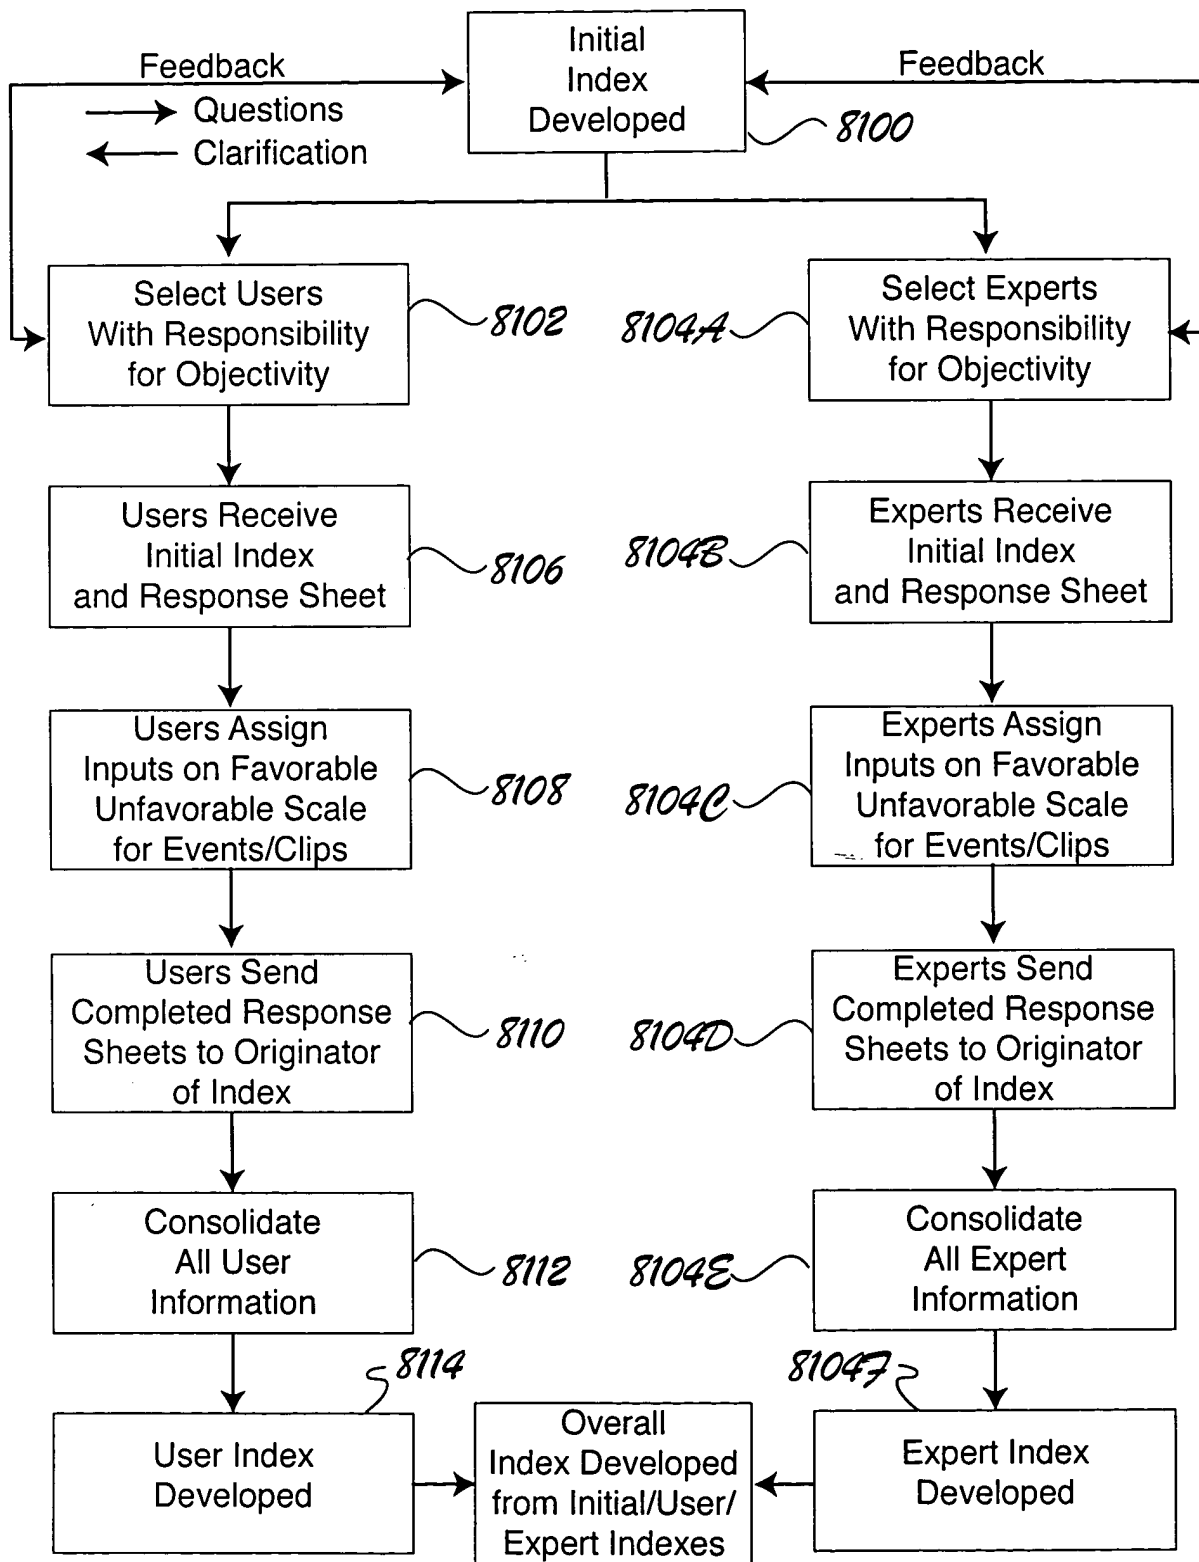 Initial
Index
Developed
8100
Feedback
Questions
Clarification
Feedback
Select Users
With Responsibility
for Objectivity
8102
8104A
Select Experts
With Responsibility
for Objectivity
Users Receive
Initial Index
and Response Sheet
8106
8104B
Experts Receive
Initial Index
and Response Sheet
Users Assign
Inputs on Favorable
Unfavorable Scale
for Events/Clips
8108
8104C
Experts Assign
Inputs on Favorable
Unfavorable Scale
for Events/Clips
Users Send
Completed Response
Sheets to Originator
of Index
8110
8104D
Experts Send
Completed Response
Sheets to Originator
of Index
Consolidate
All User
Information
8112
8104E
Consolidate
All Expert
Information
8114
8104F
User Index
Developed
Overall
Index Developed
from Initial/User/
Expert Indexes
Expert Index
Developed